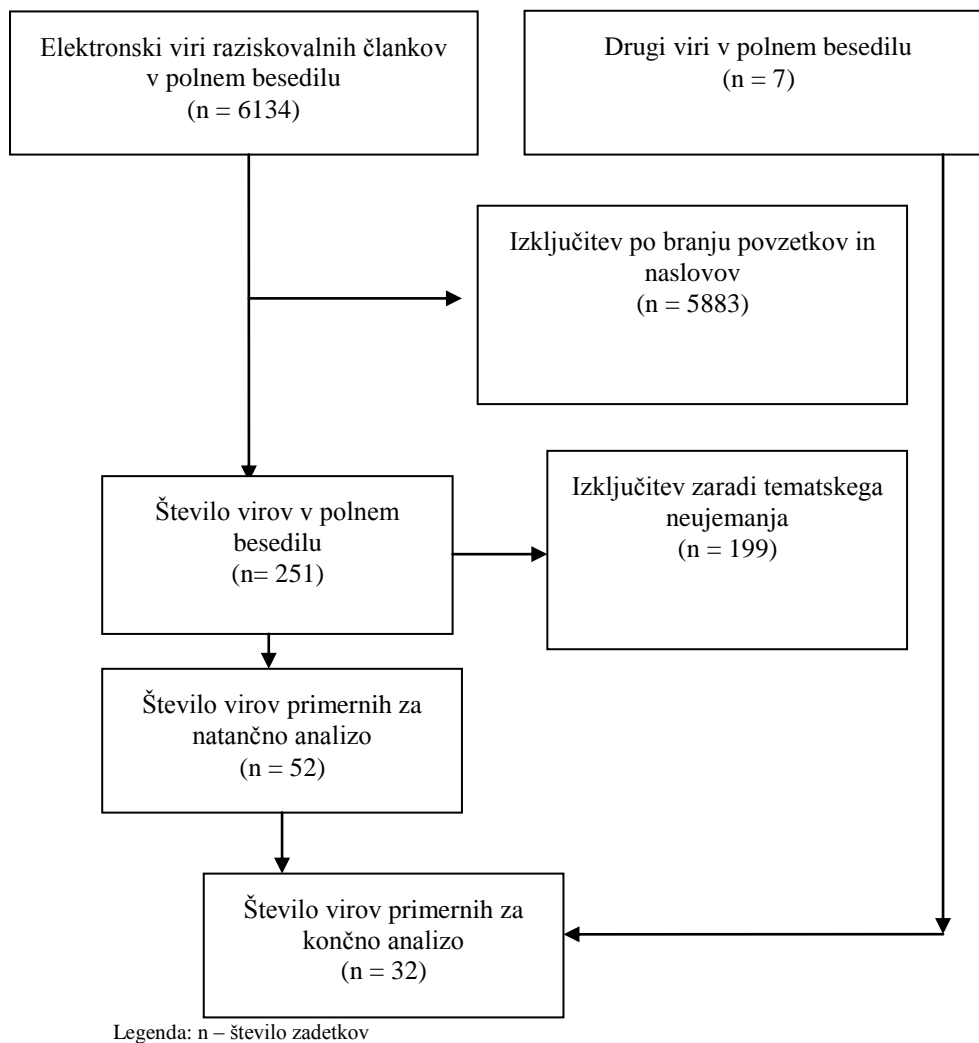 Elektronski viri raziskovalnih člankov
v polnem besedilu
(n = 6134)
Drugi viri v polnem besedilu
(n = 7)
Izključitev po branju povzetkov in
naslovov
(n = 5883)
Število virov v polnem
besedilu
(n= 251)
Izključitev zaradi tematskega
neujemanja
(n = 199)
Število virov primernih za
natančno analizo
(n = 52)
Število virov primernih za
končno analizo
(n = 32)
Legenda: n – število zadetkov